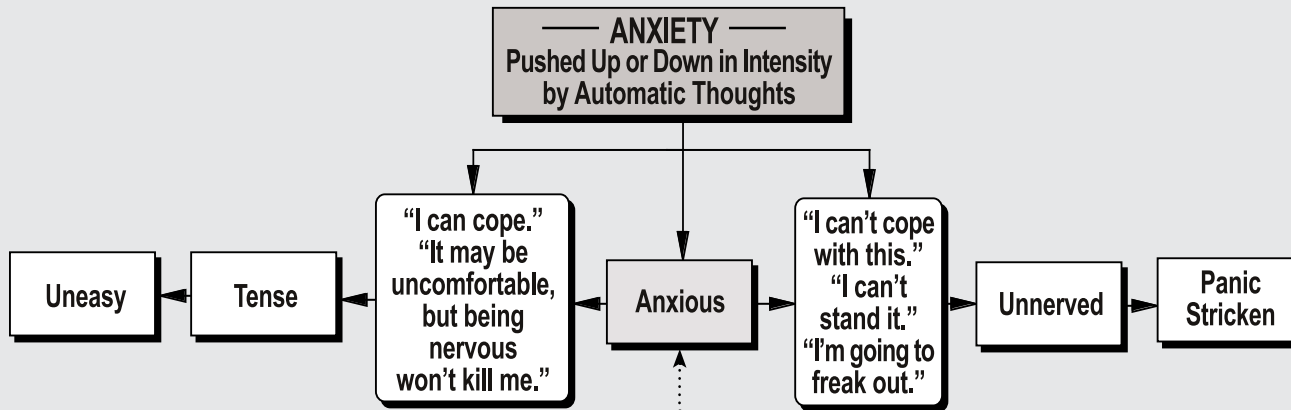 ANXIETY
Pushed Up or Down in Intensity
by Automatic Thoughts
Uneasy
Tense
“I can cope.”
“It may be
uncomfortable,
but being
nervous
won’t kill me.”
Anxious
“I can’t cope
with this.”
“I can’t
stand it.”
“I’m going to
freak out.”
Unnerved
Panic
Stricken